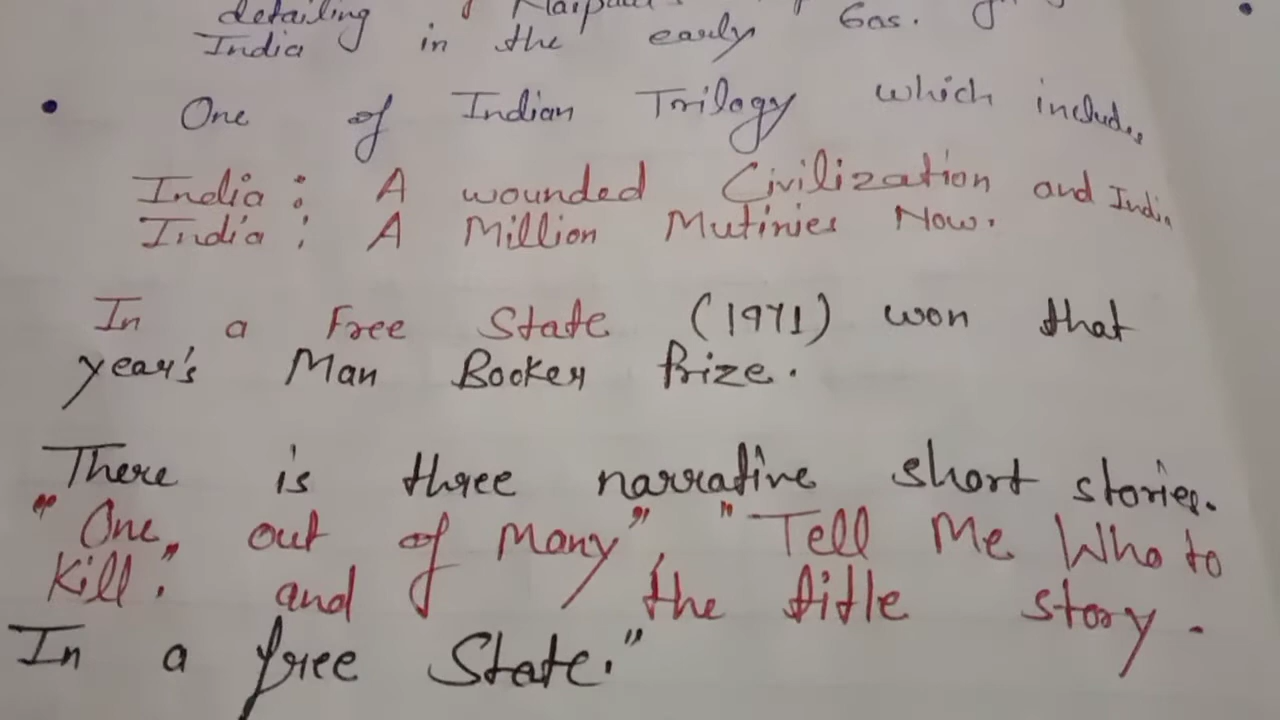 detailing Naipaul's
India in the early 60s.
• One of Indian Trilogy which includes
India: A wounded Civilization and India
India: A Million Mutinies Now.
In a Free State (1971) won that
year's Man Booker Prize.
There is three narrative short stories.
"One out of Many", "Tell Me Who to
Kill." and the title story.
In a free State."